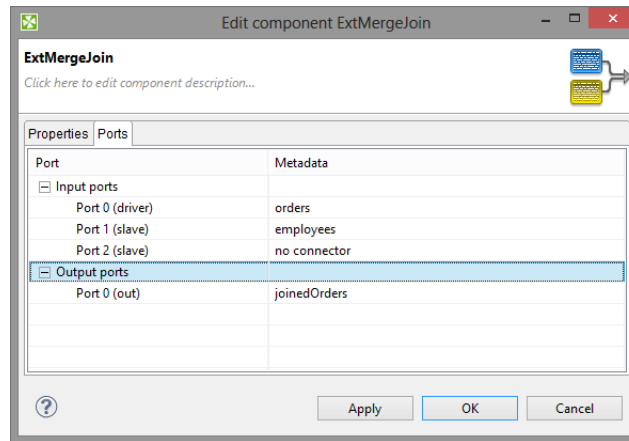 Edit component ExtMergeJoin
ExtMergeJoin
Click here to edit component description...
Properties Ports
Port Metadata
Input ports
Port 0 (driver) orders
Port 1 (slave) employees
Port 2 (slave) no connector
Output ports
Port 0 (out) joinedOrders
? Apply OK Cancel